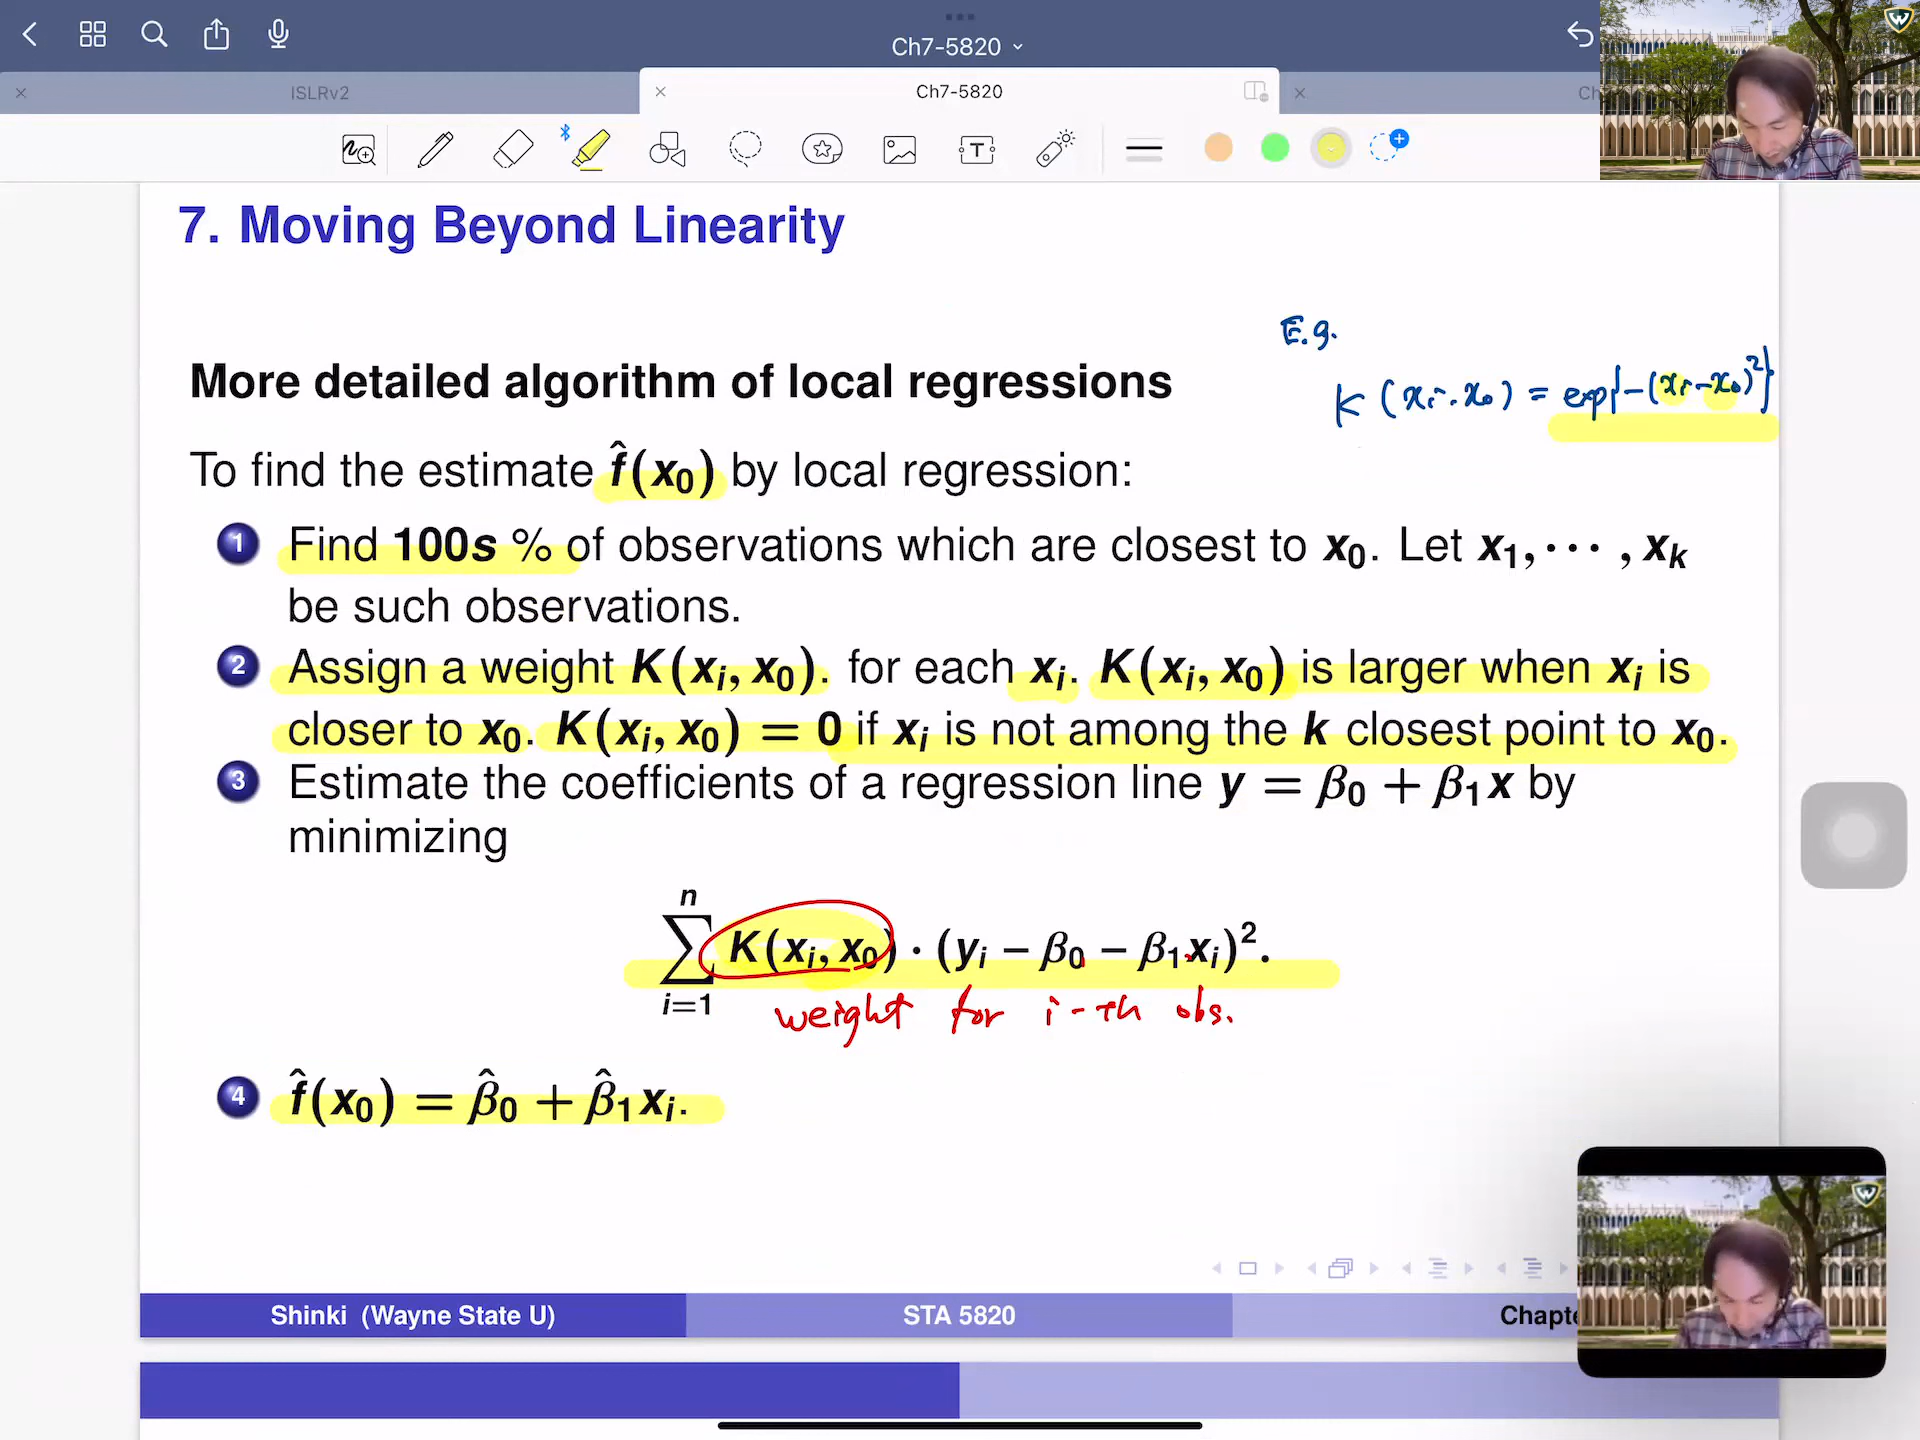 Ch7-5820
ISLRv2
Ch7-5820
Ch
7. Moving Beyond Linearity
E.g.
K (xi, x0) = exp{-(xi-x0)²}
More detailed algorithm of local regressions
To find the estimate f̂(x₀) by local regression:
1 Find 100s % of observations which are closest to x₀. Let x₁, ⋯ , xₖ
be such observations.
2 Assign a weight K(xᵢ, x₀). for each xᵢ. K(xᵢ, x₀) is larger when xᵢ is
closer to x₀. K(xᵢ, x₀) = 0 if xᵢ is not among the k closest point to x₀.
3 Estimate the coefficients of a regression line y = β₀ + β₁x by
minimizing
∑ⁿᵢ₌₁ K(xᵢ, x₀) · (yᵢ − β₀ − β₁xᵢ)².
weight for i-th obs.
4 f̂(x₀) = β̂₀ + β̂₁xᵢ.
Shinki (Wayne State U) STA 5820 Chapte